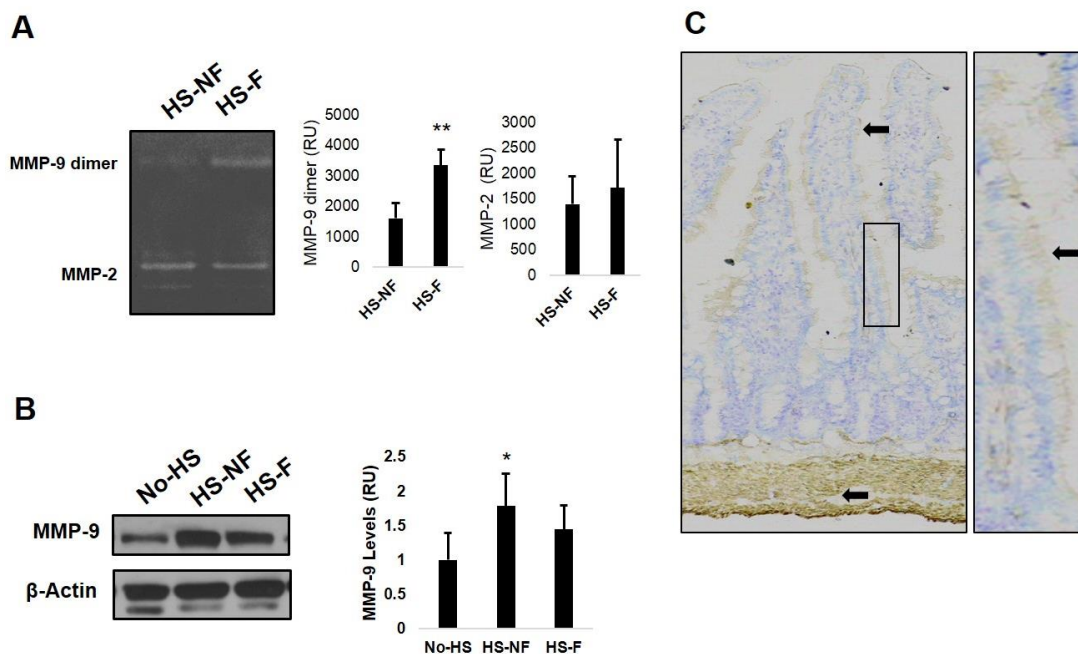 A
HS-NF
HS-F
MMP-9 dimer
MMP-2
MMP-9 dimer (RU)
5000
4000
3000
2000
1000
0
**
HS-NF
HS-F
MMP-2 (RU)
3000
2500
2000
1500
1000
500
0
HS-NF
HS-F
B
No-HS
HS-NF
HS-F
MMP-9
β-Actin
MMP-9 Levels (RU)
2.5
2
1.5
1
0.5
0
*
No-HS
HS-NF
HS-F
C